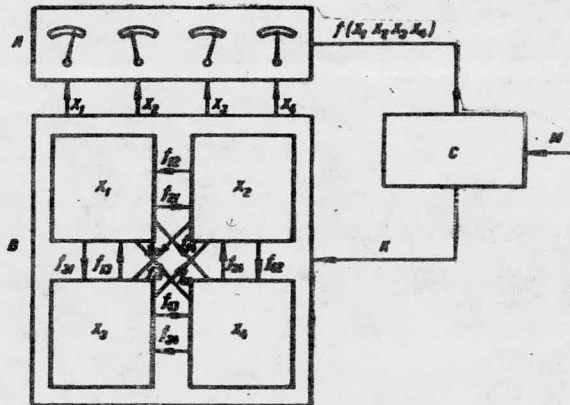 A
f(X₁ X₂ X₃ X₄)
X₁ X₂ X₃ X₄
C
M
X₁
f₁₂
X₂
f₂₁
B
K
f₃₁ f₁₃
f₂₄ f₄₂
X₃
f₄₃
X₄
f₃₄